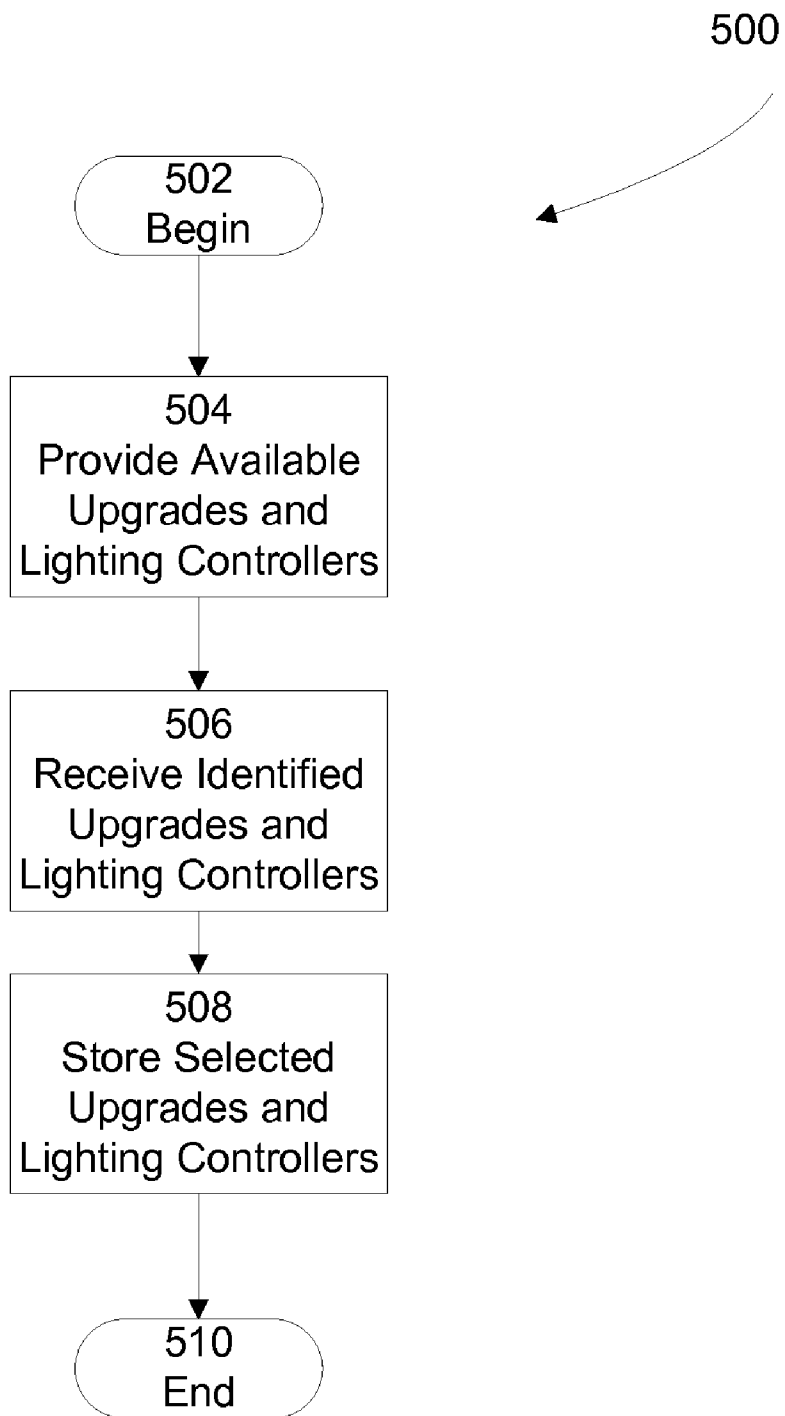 500
502
Begin
504
Provide Available
Upgrades and
Lighting Controllers
506
Receive Identified
Upgrades and
Lighting Controllers
508
Store Selected
Upgrades and
Lighting Controllers
510
End